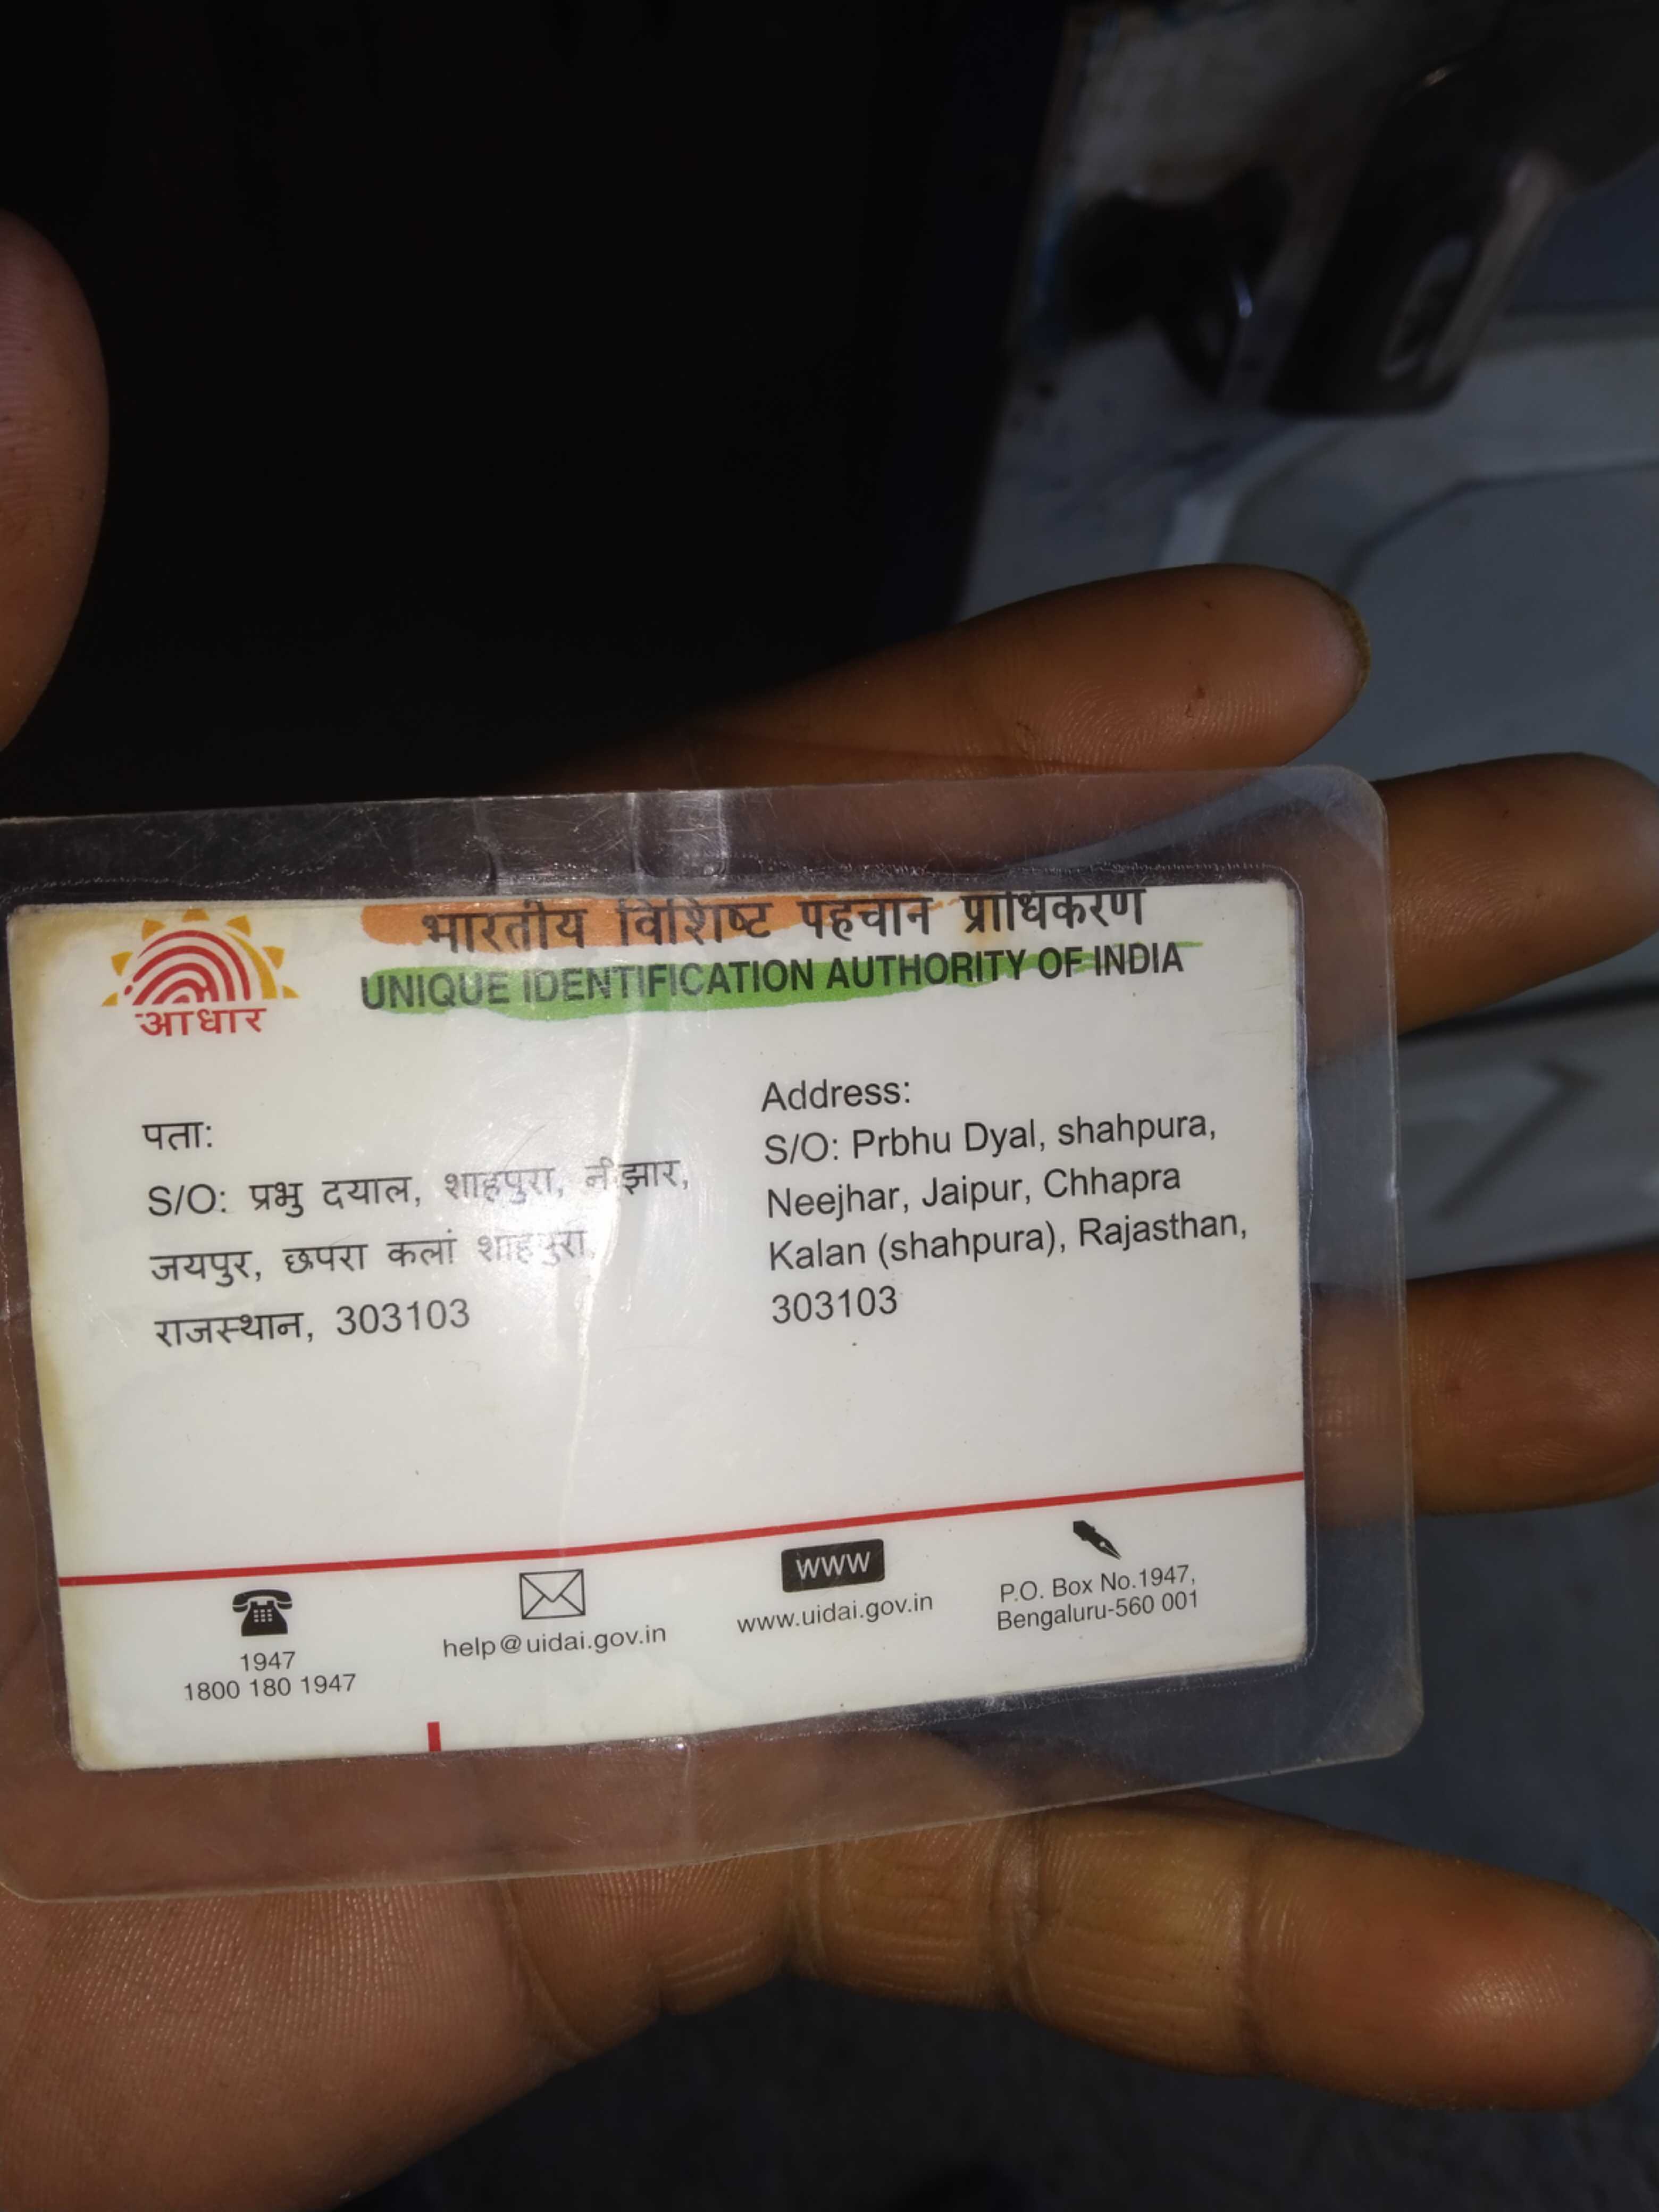 भारतीय विशिष्ट पहचान प्राधिकरण
UNIQUE IDENTIFICATION AUTHORITY OF INDIA
आधार
पता:
S/O: प्रभु दयाल, शाहपुरा, नीझार,
जयपुर, छपरा कलां शाहपुरा,
राजस्थान, 303103
Address:
S/O: Prbhu Dyal, shahpura,
Neejhar, Jaipur, Chhapra
Kalan (shahpura), Rajasthan,
303103
1947
1800 180 1947
help@uidai.gov.in
www
www.uidai.gov.in
P.O. Box No.1947,
Bengaluru-560 001